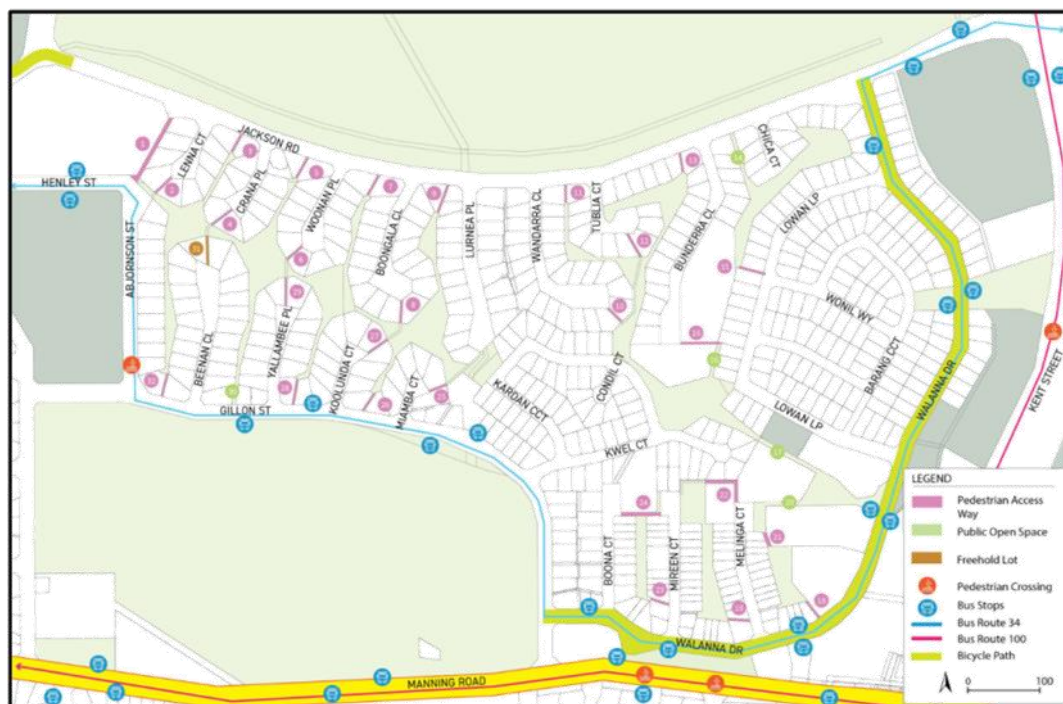 JACKSON RD
LENNA CT
CRANA PL
WOONAN PL
BOONGALA CL
LURNEA PL
WANDARRA CL
TUBLIA CT
BUNDERRA CL
CHICA CT
LOWAN LP
HENLEY ST
ABJORNSON ST
BEENAN CL
YALLAMBEE PL
KOOLUNDA CT
MIAMBA CT
GILLON ST
KARDAN CCT
CONDIL CT
KWEL CT
WONIL WY
BARANG CCT
LOWAN LP
WALANNA DR
KENT STREET
BOONA CT
MIREEN CT
MELINGA CT
WALANNA DR
MANNING ROAD
LEGEND
Pedestrian Access
Way
Public Open Space
Freehold Lot
Pedestrian Crossing
Bus Stops
Bus Route 34
Bus Route 100
Bicycle Path
0 100